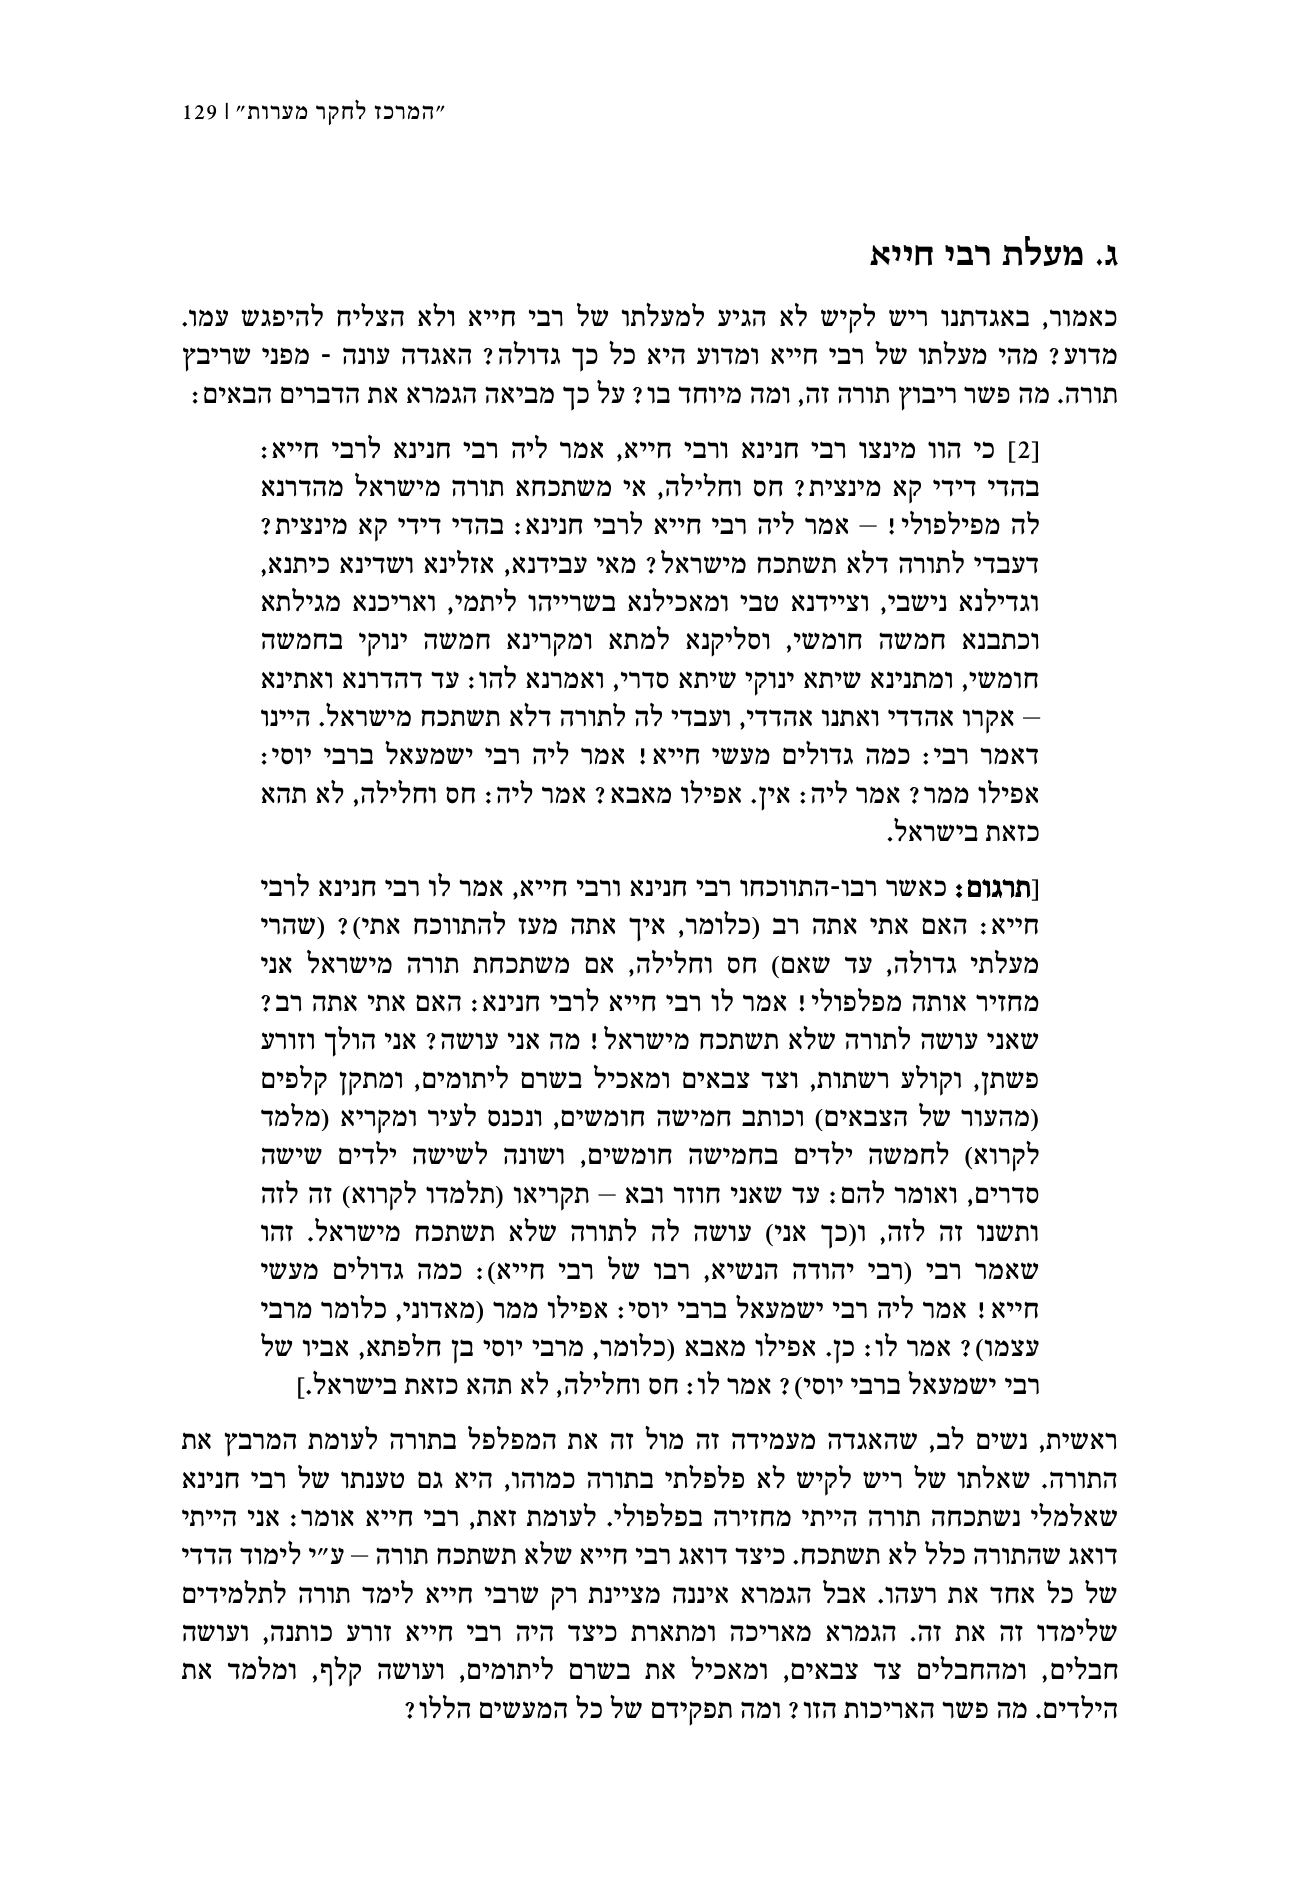 "המרכז לחקר מערות" | 129
ג. מעלת רבי חייא
כאמור, באגדתנו ריש לקיש לא הגיע למעלתו של רבי חייא ולא הצליח להיפגש עמו.
מדוע? מהי מעלתו של רבי חייא ומדוע היא כל כך גדולה? האגדה עונה - מפני שריבץ
תורה. מה פשר ריבוץ תורה זה, ומה מיוחד בו? על כך מביאה הגמרא את הדברים הבאים:
[2] כי הוו מינצו רבי חנינא ורבי חייא, אמר ליה רבי חנינא לרבי חייא:
בהדי דידי קא מינצית? חס וחלילה, אי משתכחא תורה מישראל מהדרנא
לה מפילפולי! – אמר ליה רבי חייא לרבי חנינא: בהדי דידי קא מינצית?
דעבדי לתורה דלא תשתכח מישראל? מאי עבידנא, אזלינא ושדינא כיתנא,
וגדילנא נישבי, וציידנא טבי ומאכילנא בשרייהו ליתמי, ואריכנא מגילתא
וכתבנא חמשה חומשי, וסליקנא למתא ומקרינא חמשה ינוקי בחמשה
חומשי, ומתנינא שיתא ינוקי שיתא סדרי, ואמרנא להו: עד דהדרנא ואתינא
– אקרו אהדדי ואתנו אהדדי, ועבדי לה לתורה דלא תשתכח מישראל. היינו
דאמר רבי: כמה גדולים מעשי חייא! אמר ליה רבי ישמעאל ברבי יוסי:
אפילו ממר? אמר ליה: אין. אפילו מאבא? אמר ליה: חס וחלילה, לא תהא
כזאת בישראל.
[תרגום: כאשר רבו-התווכחו רבי חנינא ורבי חייא, אמר לו רבי חנינא לרבי
חייא: האם אתי אתה רב (כלומר, איך אתה מעז להתווכח אתי)? (שהרי
מעלתי גדולה, עד שאם) חס וחלילה, אם משתכחת תורה מישראל אני
מחזיר אותה מפלפולי! אמר לו רבי חייא לרבי חנינא: האם אתי אתה רב?
שאני עושה לתורה שלא תשתכח מישראל! מה אני עושה? אני הולך וזורע
פשתן, וקולע רשתות, וצד צבאים ומאכיל בשרם ליתומים, ומתקן קלפים
(מהעור של הצבאים) וכותב חמישה חומשים, ונכנס לעיר ומקריא (מלמד
לקרוא) לחמשה ילדים בחמישה חומשים, ושונה לשישה ילדים שישה
סדרים, ואומר להם: עד שאני חוזר ובא – תקריאו (תלמדו לקרוא) זה לזה
ותשנו זה לזה, ו(כך אני) עושה לה לתורה שלא תשתכח מישראל. זהו
שאמר רבי (רבי יהודה הנשיא, רבו של רבי חייא): כמה גדולים מעשי
חייא! אמר ליה רבי ישמעאל ברבי יוסי: אפילו ממר (מאדוני, כלומר מרבי
עצמו)? אמר לו: כן. אפילו מאבא (כלומר, מרבי יוסי בן חלפתא, אביו של
רבי ישמעאל ברבי יוסי)? אמר לו: חס וחלילה, לא תהא כזאת בישראל.]
ראשית, נשים לב, שהאגדה מעמידה זה מול זה את המפלפל בתורה לעומת המרבץ את
התורה. שאלתו של ריש לקיש לא פלפלתי בתורה כמוהו, היא גם טענתו של רבי חנינא
שאלמלי נשתכחה תורה הייתי מחזירה בפלפולי. לעומת זאת, רבי חייא אומר: אני הייתי
דואג שהתורה כלל לא תשתכח. כיצד דואג רבי חייא שלא תשתכח תורה – ע"י לימוד הדדי
של כל אחד את רעהו. אבל הגמרא איננה מציינת רק שרבי חייא לימד תורה לתלמידים
שלימדו זה את זה. הגמרא מאריכה ומתארת כיצד היה רבי חייא זורע כותנה, ועושה
חבלים, ומהחבלים צד צבאים, ומאכיל את בשרם ליתומים, ועושה קלף, ומלמד את
הילדים. מה פשר האריכות הזו? ומה תפקידם של כל המעשים הללו?